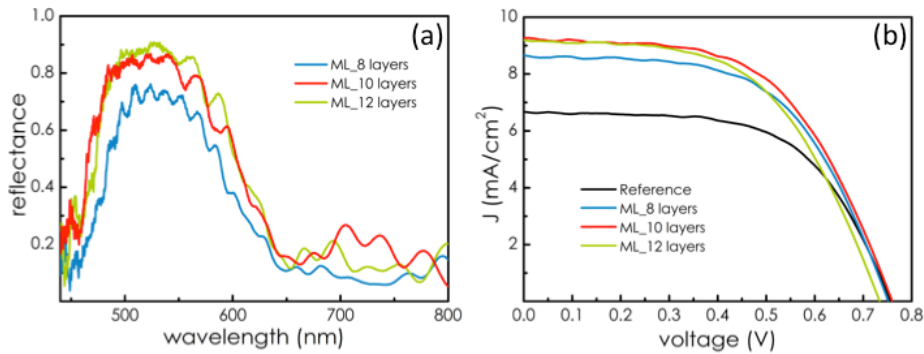 (a)
1.0
0.8
0.6
0.4
0.2
reflectance
500
600
700
800
wavelength (nm)
ML_8 layers
ML_10 layers
ML_12 layers
(b)
10
8
6
4
2
J (mA/cm²)
0.0
0.1
0.2
0.3
0.4
0.5
0.6
0.7
0.8
voltage (V)
Reference
ML_8 layers
ML_10 layers
ML_12 layers